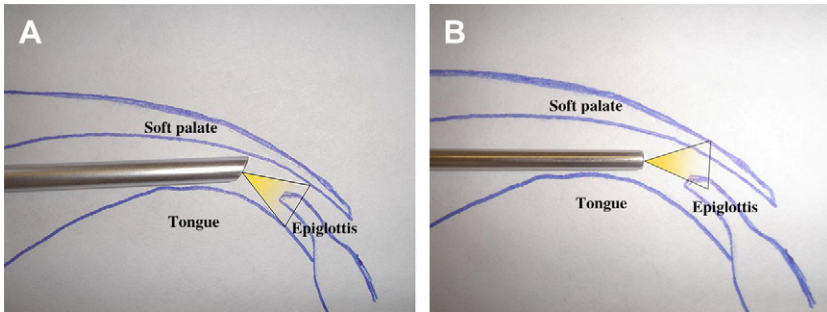 A
Soft palate
Tongue
Epiglottis
B
Soft palate
Tongue
Epiglottis